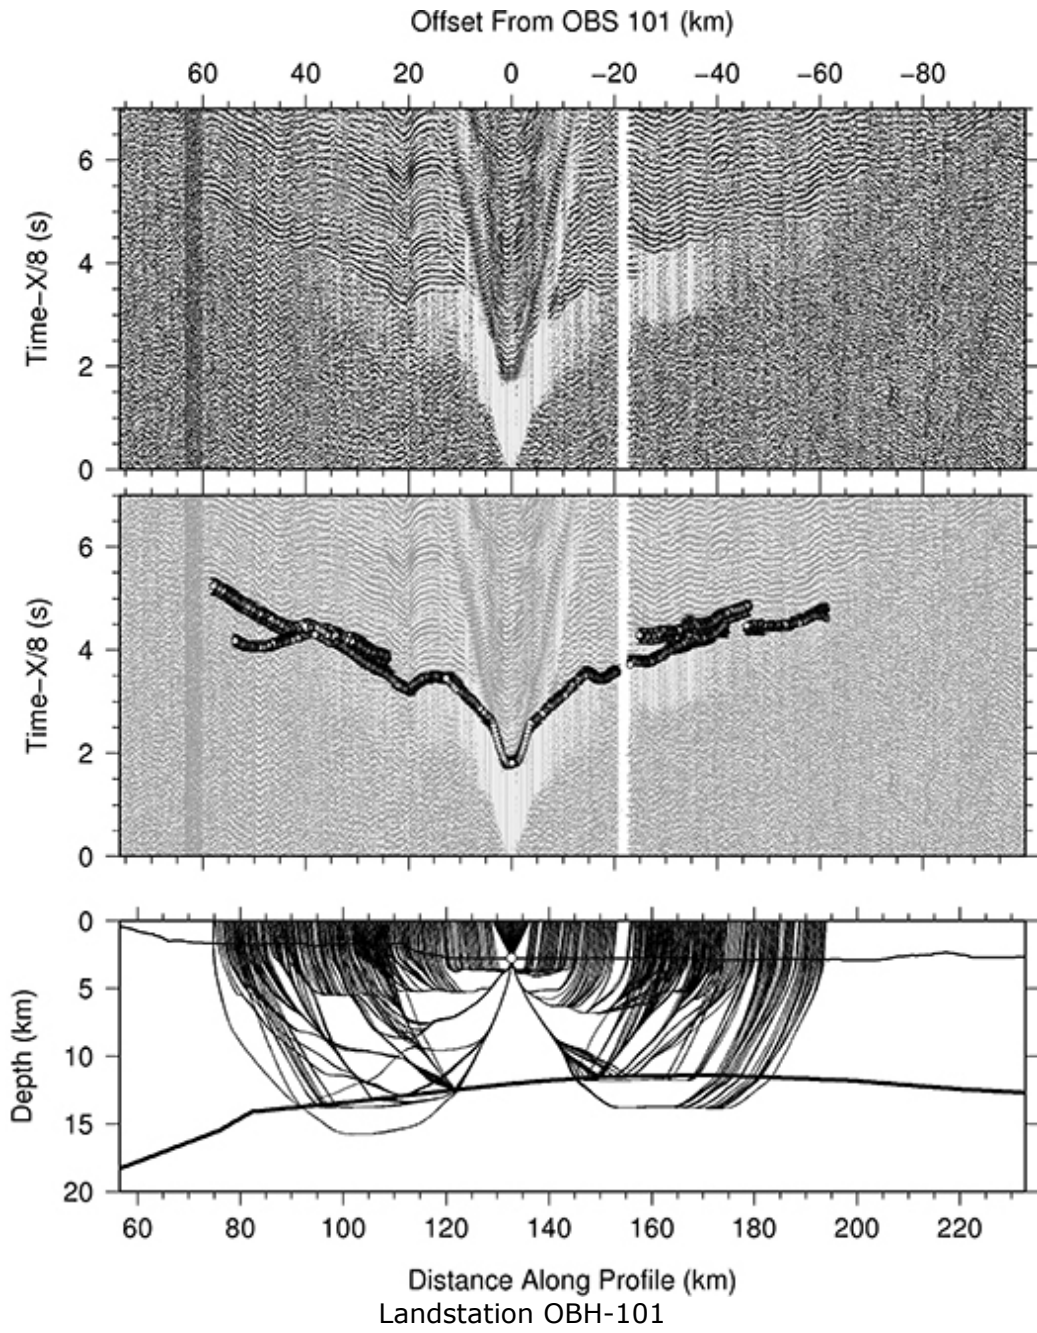 Offset From OBS 101 (km)
60 40 20 0 −20 −40 −60 −80
Time−X/8 (s)
6
4
2
0
Time−X/8 (s)
6
4
2
0
Depth (km)
0
5
10
15
20
60 80 100 120 140 160 180 200 220
Distance Along Profile (km)
Landstation OBH-101